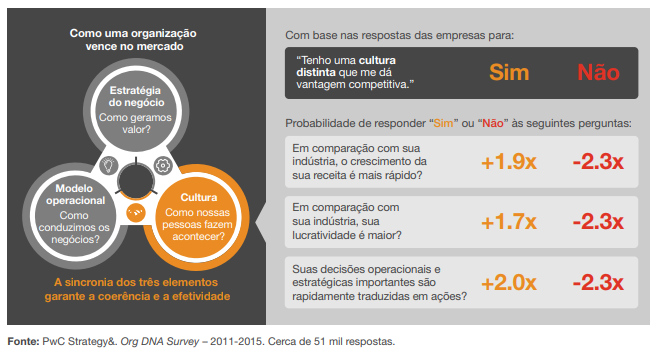 Como uma organização
vence no mercado
Estratégia
do negócio
Como geramos
valor?
Modelo
operacional
Como
conduzimos os
negócios?
Cultura
Como nossas
pessoas fazem
acontecer?
A sincronia dos três elementos
garante a coerência e a efetividade
Com base nas respostas das empresas para:
“Tenho uma cultura
distinta que me dá
vantagem competitiva.”
Sim
Não
Probabilidade de responder “Sim” ou “Não” às seguintes perguntas:
Em comparação com sua
indústria, o crescimento da
sua receita é mais rápido?
+1.9x
-2.3x
Em comparação com
sua indústria, sua
lucratividade é maior?
+1.7x
-2.3x
Suas decisões operacionais e
estratégicas importantes são
rapidamente traduzidas em ações?
+2.0x
-2.3x
Fonte: PwC Strategy&. Org DNA Survey – 2011-2015. Cerca de 51 mil respostas.